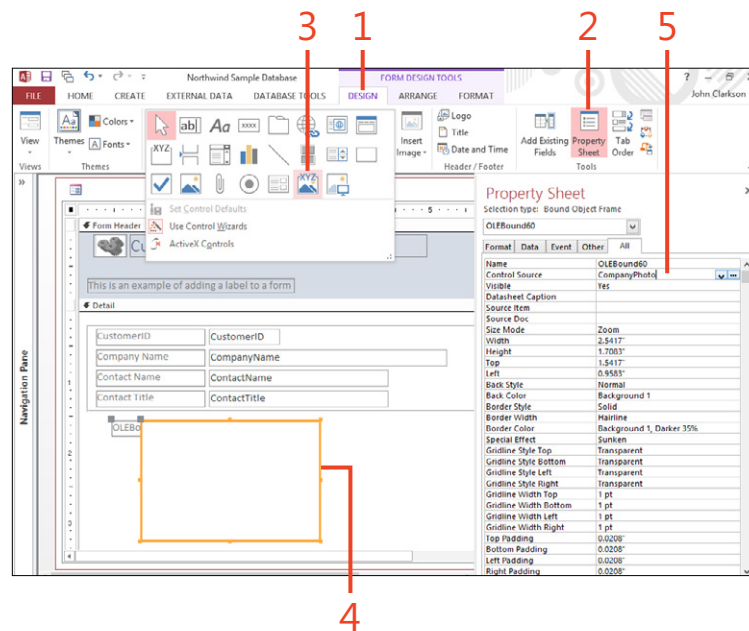 3 1 2 5
Northwind Sample Database FORM DESIGN TOOLS ?
FILE HOME CREATE EXTERNAL DATA DATABASE TOOLS DESIGN ARRANGE FORMAT John Clarkson
View
Views
Aa
Themes
Colors
A Fonts
Themes
ab| Aa xxxx
XYZ
XYZ
Set Control Defaults
Use Control Wizards
ActiveX Controls
Insert
Image
Logo
Title
Date and Time
Header / Footer
Add Existing
Fields
Property
Sheet
Tab
Order
Tools
5
Form Header
Cu
This is an example of adding a label to a form
Detail
CustomerID CustomerID
Company Name CompanyName
Contact Name ContactName
Contact Title ContactTitle
OLEBo
1
2
3
Navigation Pane
Property Sheet
Selection type: Bound Object Frame
OLEBound60
Format Data Event Other All
Name OLEBound60
Control Source CompanyPhoto
Visible Yes
Datasheet Caption
Source Item
Source Doc
Size Mode Zoom
Width 2.5417"
Height 1.7083"
Top 1.5417"
Left 0.9583"
Back Style Normal
Back Color Background 1
Border Style Solid
Border Width Hairline
Border Color Background 1, Darker 35%
Special Effect Sunken
Gridline Style Top Transparent
Gridline Style Bottom Transparent
Gridline Style Left Transparent
Gridline Style Right Transparent
Gridline Width Top 1 pt
Gridline Width Bottom 1 pt
Gridline Width Left 1 pt
Gridline Width Right 1 pt
Top Padding 0.0208"
Bottom Padding 0.0208"
Left Padding 0.0208"
Right Padding 0.0208"
4